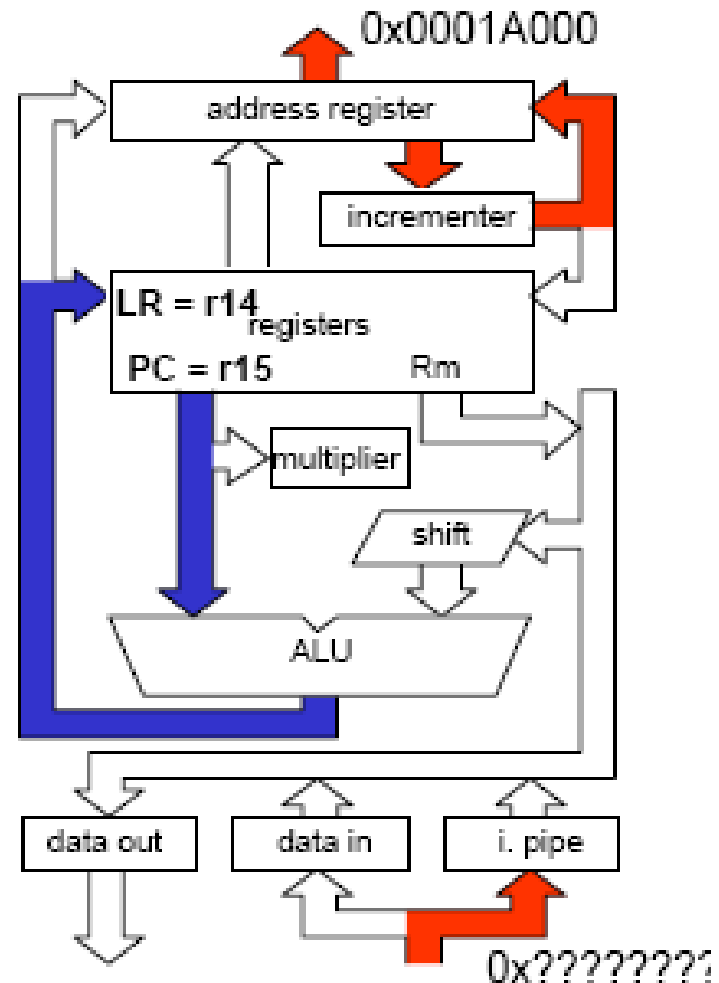 0x0001A000
address register
incrementer
LR = r14
registers
PC = r15
Rm
multiplier
shift
ALU
data out
data in
i. pipe
0x????????